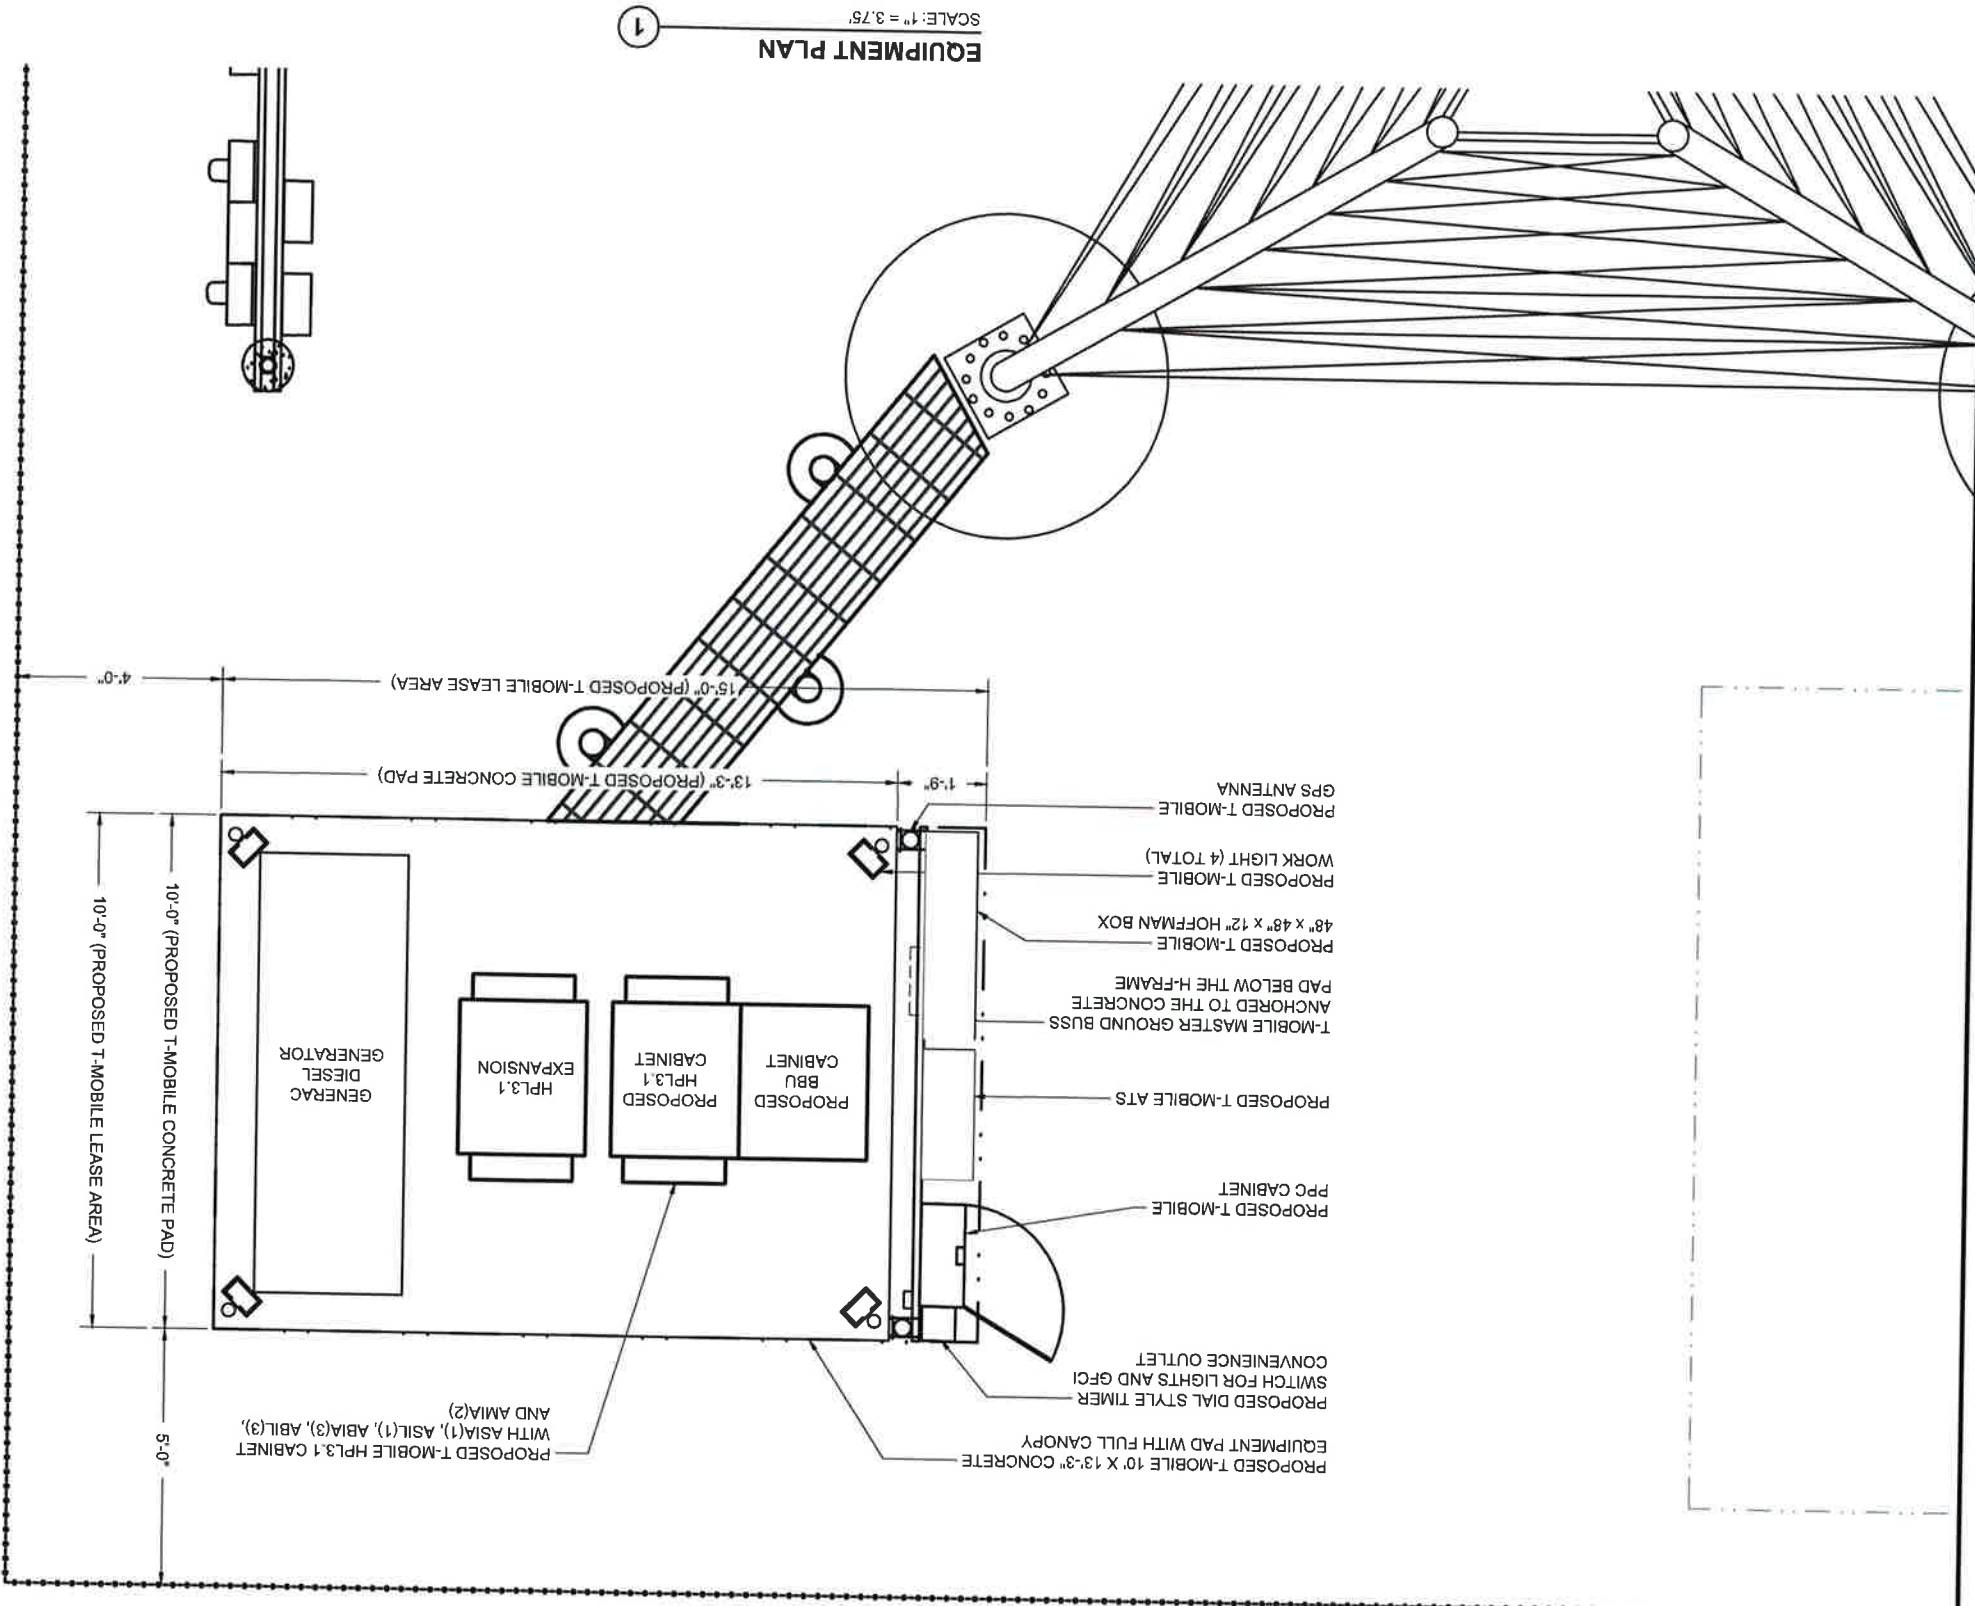 PROPOSED T-MOBILE 10' X 13'-3" CONCRETE
EQUIPMENT PAD WITH FULL CANOPY
PROPOSED DIAL STYLE TIMER
SWITCH FOR LIGHTS AND GFCI
CONVENIENCE OUTLET
PROPOSED T-MOBILE
PPC CABINET
PROPOSED T-MOBILE ATS
T-MOBILE MASTER GROUND BUSS
ANCHORED TO THE CONCRETE
PAD BELOW THE H-FRAME
PROPOSED T-MOBILE
48" x 48" x 12" HOFFMAN BOX
PROPOSED T-MOBILE
WORK LIGHT (4 TOTAL)
PROPOSED T-MOBILE
GPS ANTENNA
PROPOSED T-MOBILE HPL3.1 CABINET
WITH ASIA(1), ASIL(1), ABIA(3), ABIL(3),
AND AMIA(2)
5'-0"
PROPOSED
BBU
CABINET
PROPOSED
HPL3.1
CABINET
HPL3.1
EXPANSION
GENERAC
DIESEL
GENERATOR
10'-0" (PROPOSED T-MOBILE CONCRETE PAD)
10'-0" (PROPOSED T-MOBILE LEASE AREA)
1'-9"
13'-3" (PROPOSED T-MOBILE CONCRETE PAD)
15'-0" (PROPOSED T-MOBILE LEASE AREA)
4'-0"
EQUIPMENT PLAN
SCALE: 1" = 3.75'
1